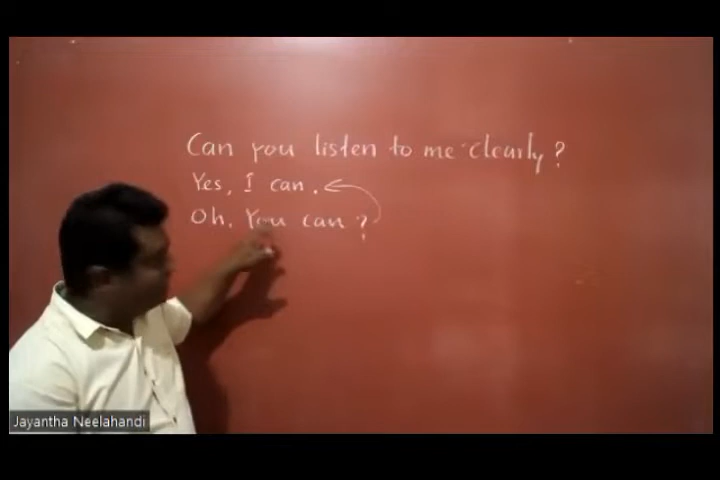 Can you listen to me clearly?
Yes, I can.
Oh, You can?
Jayantha Neelahandi